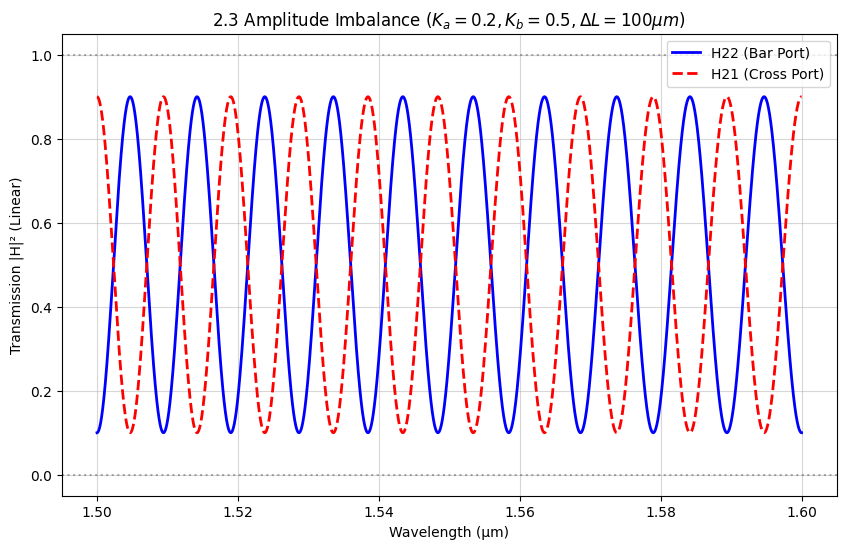 2.3 Amplitude Imbalance ($K_a = 0.2, K_b = 0.5, \Delta L = 100\mu m$)
H22 (Bar Port)
H21 (Cross Port)
Transmission |H|² (Linear)
1.0
0.8
0.6
0.4
0.2
0.0
1.50 1.52 1.54 1.56 1.58 1.60
Wavelength (μm)